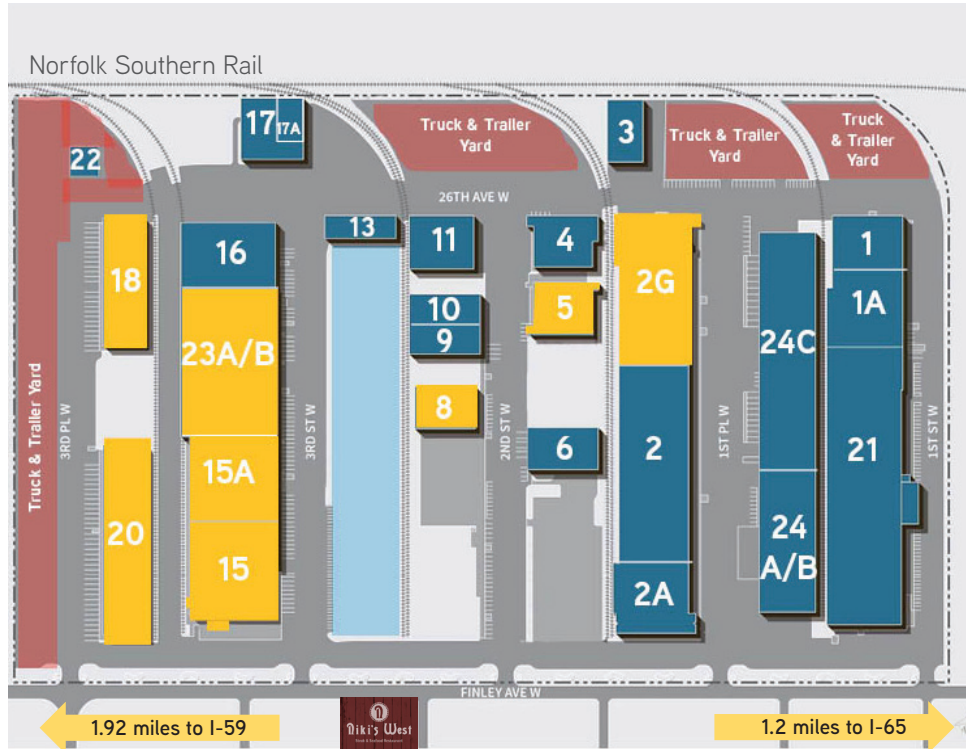 Norfolk Southern Rail
17
17A
3
Truck & Trailer
Yard
Truck & Trailer
Yard
Truck
& Trailer
Yard
22
26TH AVE W
13
11
4
1
16
18
2G
5
1A
10
9
24C
23A/B
8
Truck & Trailer Yard
3RD PL W
3RD ST W
2ND ST W
1ST PL W
1ST ST W
6
2
21
15A
20
15
24
A/B
2A
FINLEY AVE W
1.92 miles to I-59
Niki's West
1.2 miles to I-65